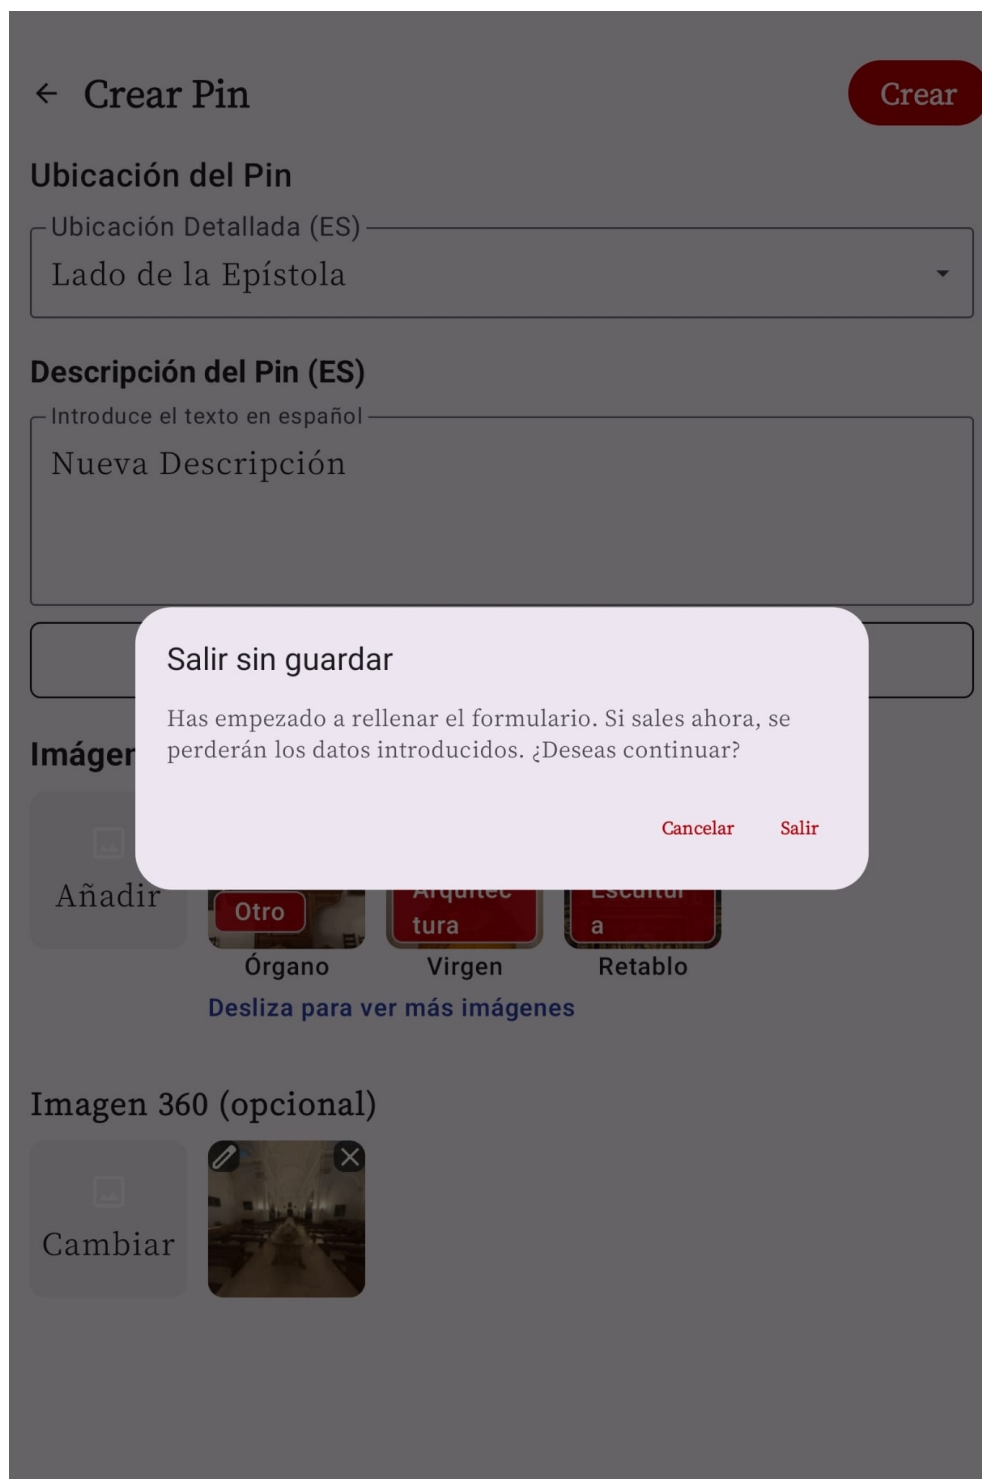 Crear Pin
Crear
Ubicación del Pin
Ubicación Detallada (ES)
Lado de la Epístola
Descripción del Pin (ES)
Introduce el texto en español
Nueva Descripción
Salir sin guardar
Has empezado a rellenar el formulario. Si sales ahora, se
perderán los datos introducidos. ¿Deseas continuar?
Cancelar
Salir
Añadir
Otro
Arquitec
tura
Escultur
a
Órgano
Virgen
Retablo
Desliza para ver más imágenes
Imagen 360 (opcional)
Cambiar